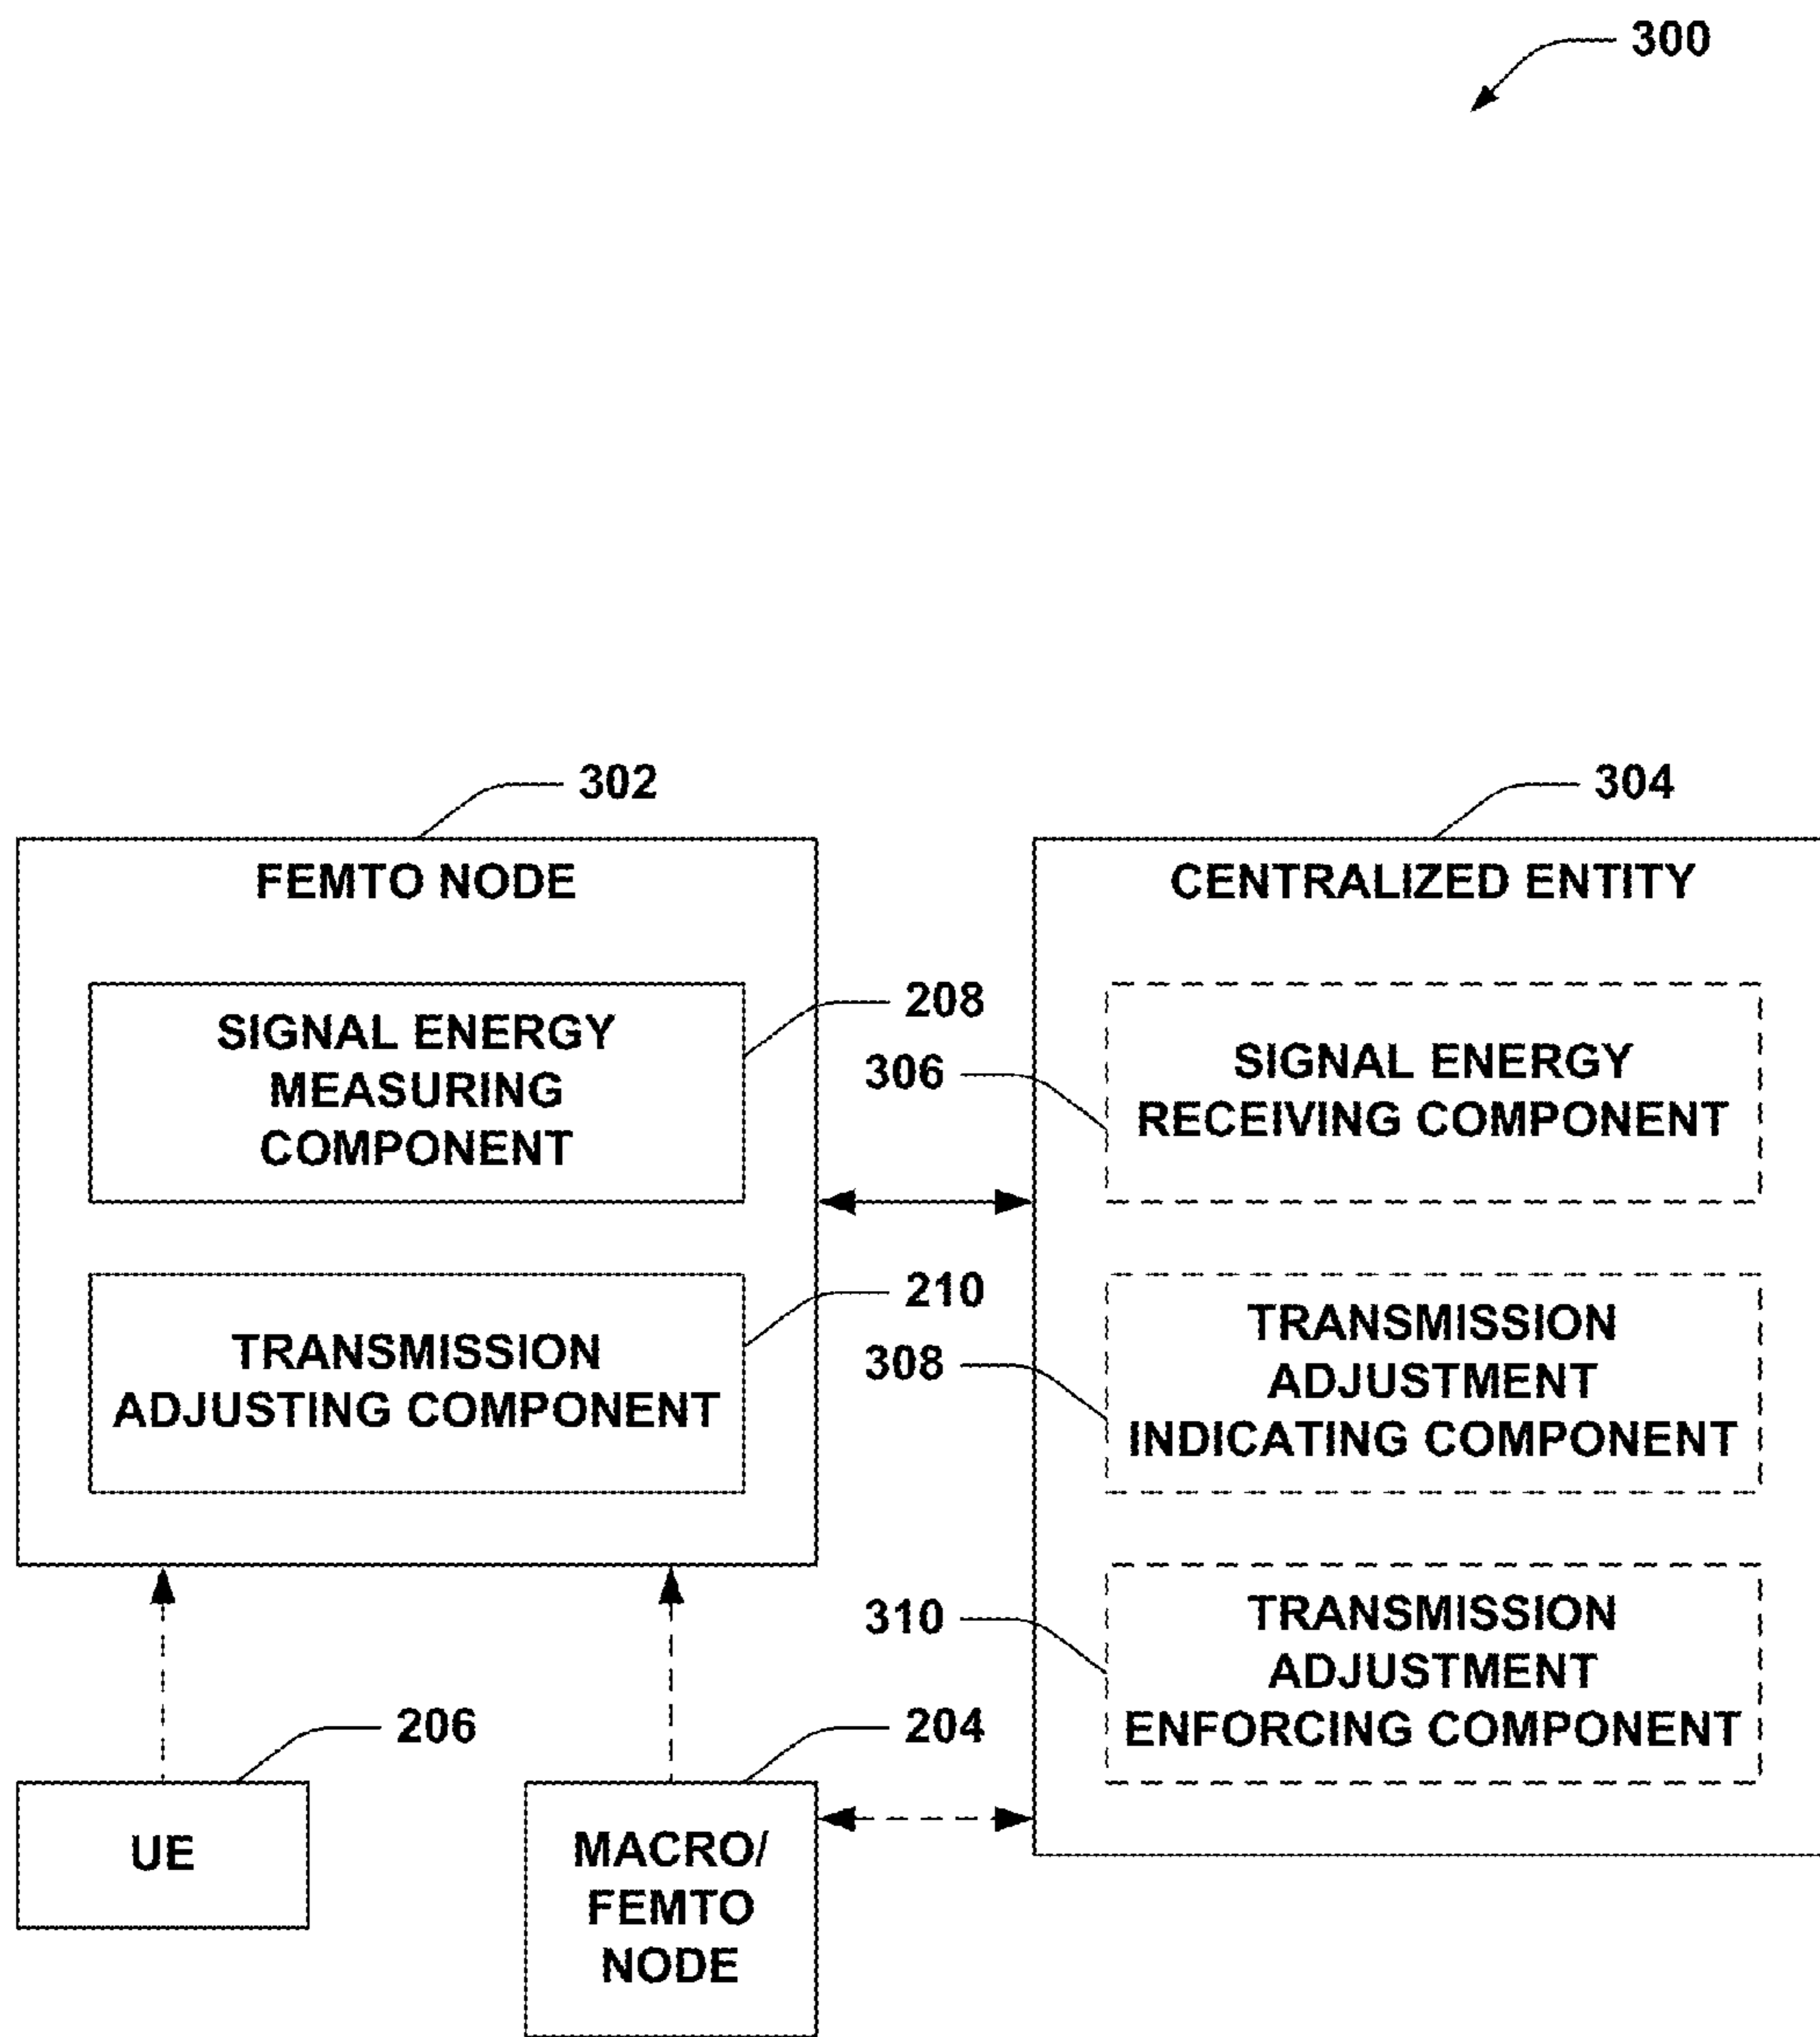 300
302
304
FEMTO NODE
CENTRALIZED ENTITY
SIGNAL ENERGY
MEASURING
COMPONENT
208
306
SIGNAL ENERGY
RECEIVING COMPONENT
TRANSMISSION
ADJUSTING COMPONENT
210
308
TRANSMISSION
ADJUSTMENT
INDICATING COMPONENT
310
TRANSMISSION
ADJUSTMENT
ENFORCING COMPONENT
206
204
UE
MACRO/
FEMTO
NODE